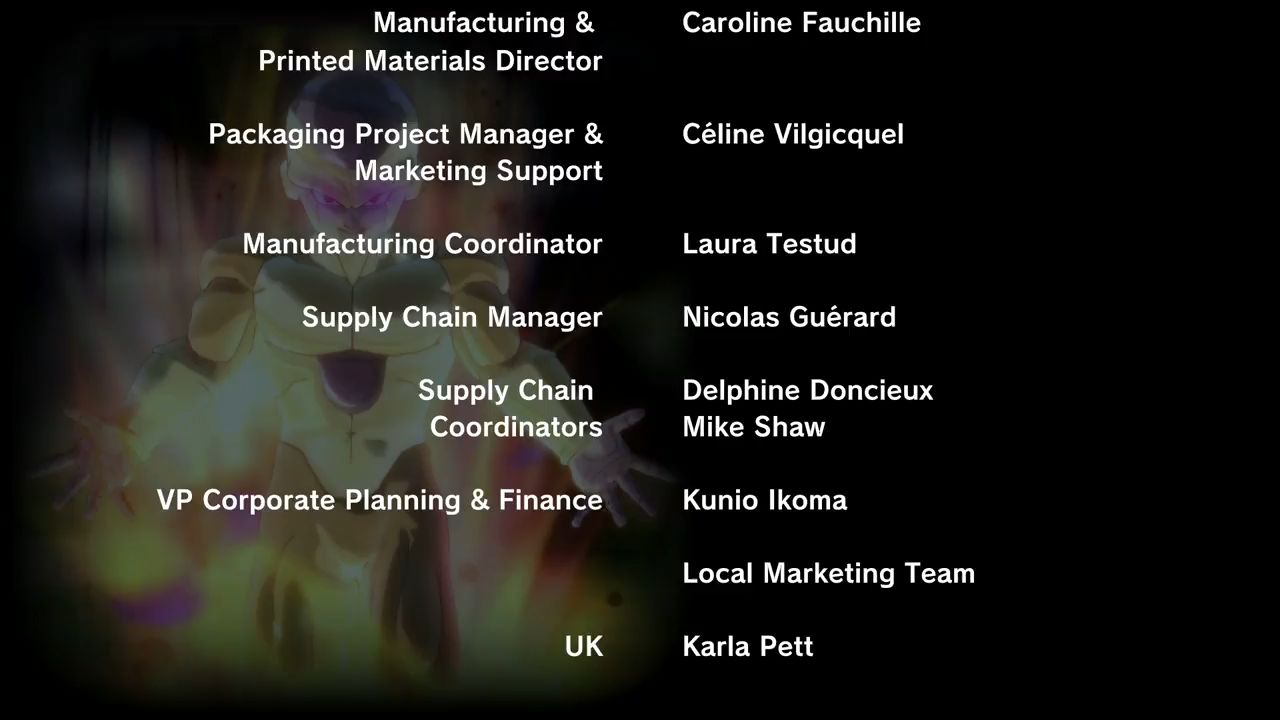 Manufacturing & Caroline Fauchille
Printed Materials Director
Packaging Project Manager & Céline Vilgicquel
Marketing Support
Manufacturing Coordinator Laura Testud
Supply Chain Manager Nicolas Guérard
Supply Chain Delphine Doncieux
Coordinators Mike Shaw
VP Corporate Planning & Finance Kunio Ikoma
Local Marketing Team
UK Karla Pett